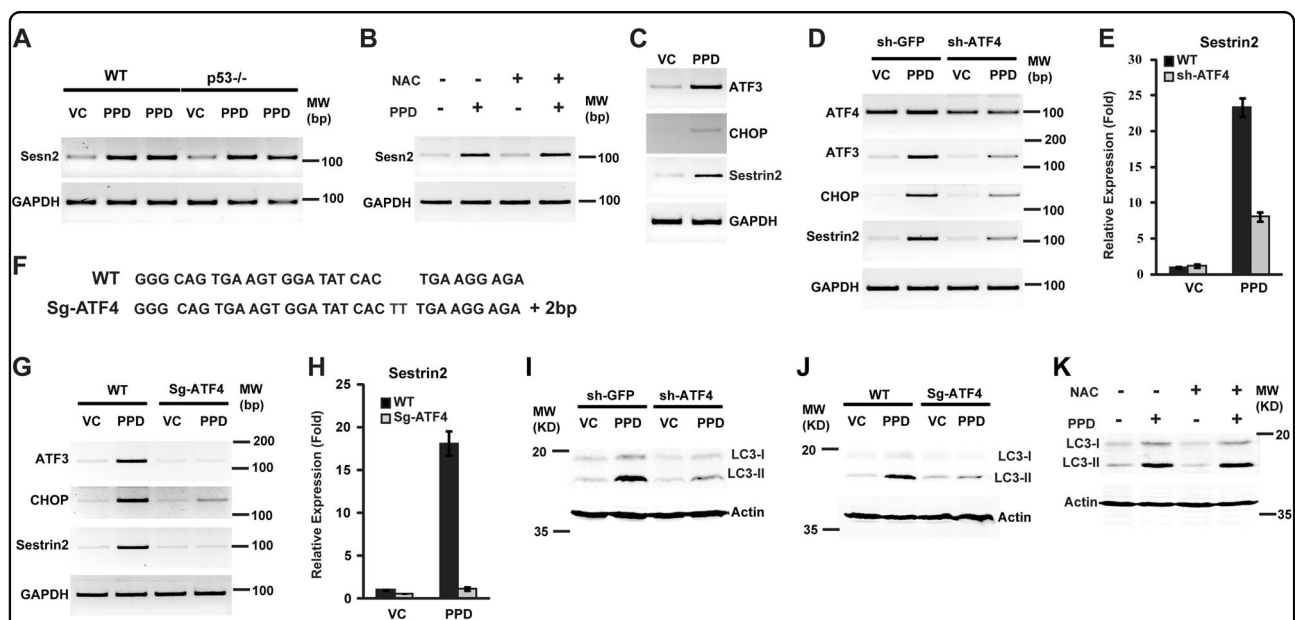 A
WT p53-/-
VC PPD PPD VC PPD PPD MW (bp)
Sesn2 100
GAPDH 100
B
NAC - - + +
PPD - + - +
MW (bp)
Sesn2 100
GAPDH 100
C
VC PPD
ATF3
CHOP
Sestrin2
GAPDH
D
sh-GFP sh-ATF4
VC PPD VC PPD MW (bp)
ATF4 100
200
ATF3 100
CHOP 100
Sestrin2 100
GAPDH 100
E
Sestrin2
WT
sh-ATF4
Relative Expression (Fold)
30
25
20
15
10
5
0
VC PPD
F
WT GGG CAG TGA AGT GGA TAT CAC TGA AGG AGA
Sg-ATF4 GGG CAG TGA AGT GGA TAT CAC TT TGA AGG AGA + 2bp
G
WT Sg-ATF4
VC PPD VC PPD MW (bp)
200
ATF3 100
CHOP 100
Sestrin2 100
GAPDH 100
H
Sestrin2
WT
Sg-ATF4
Relative Expression (Fold)
25
20
15
10
5
0
VC PPD
I
sh-GFP sh-ATF4
MW (KD) VC PPD VC PPD
20 LC3-I
LC3-II
Actin
35
J
WT Sg-ATF4
MW (KD) VC PPD VC PPD
20 LC3-I
LC3-II
Actin
35
K
NAC - - + + MW (KD)
PPD - + - +
LC3-I 20
LC3-II
Actin
35